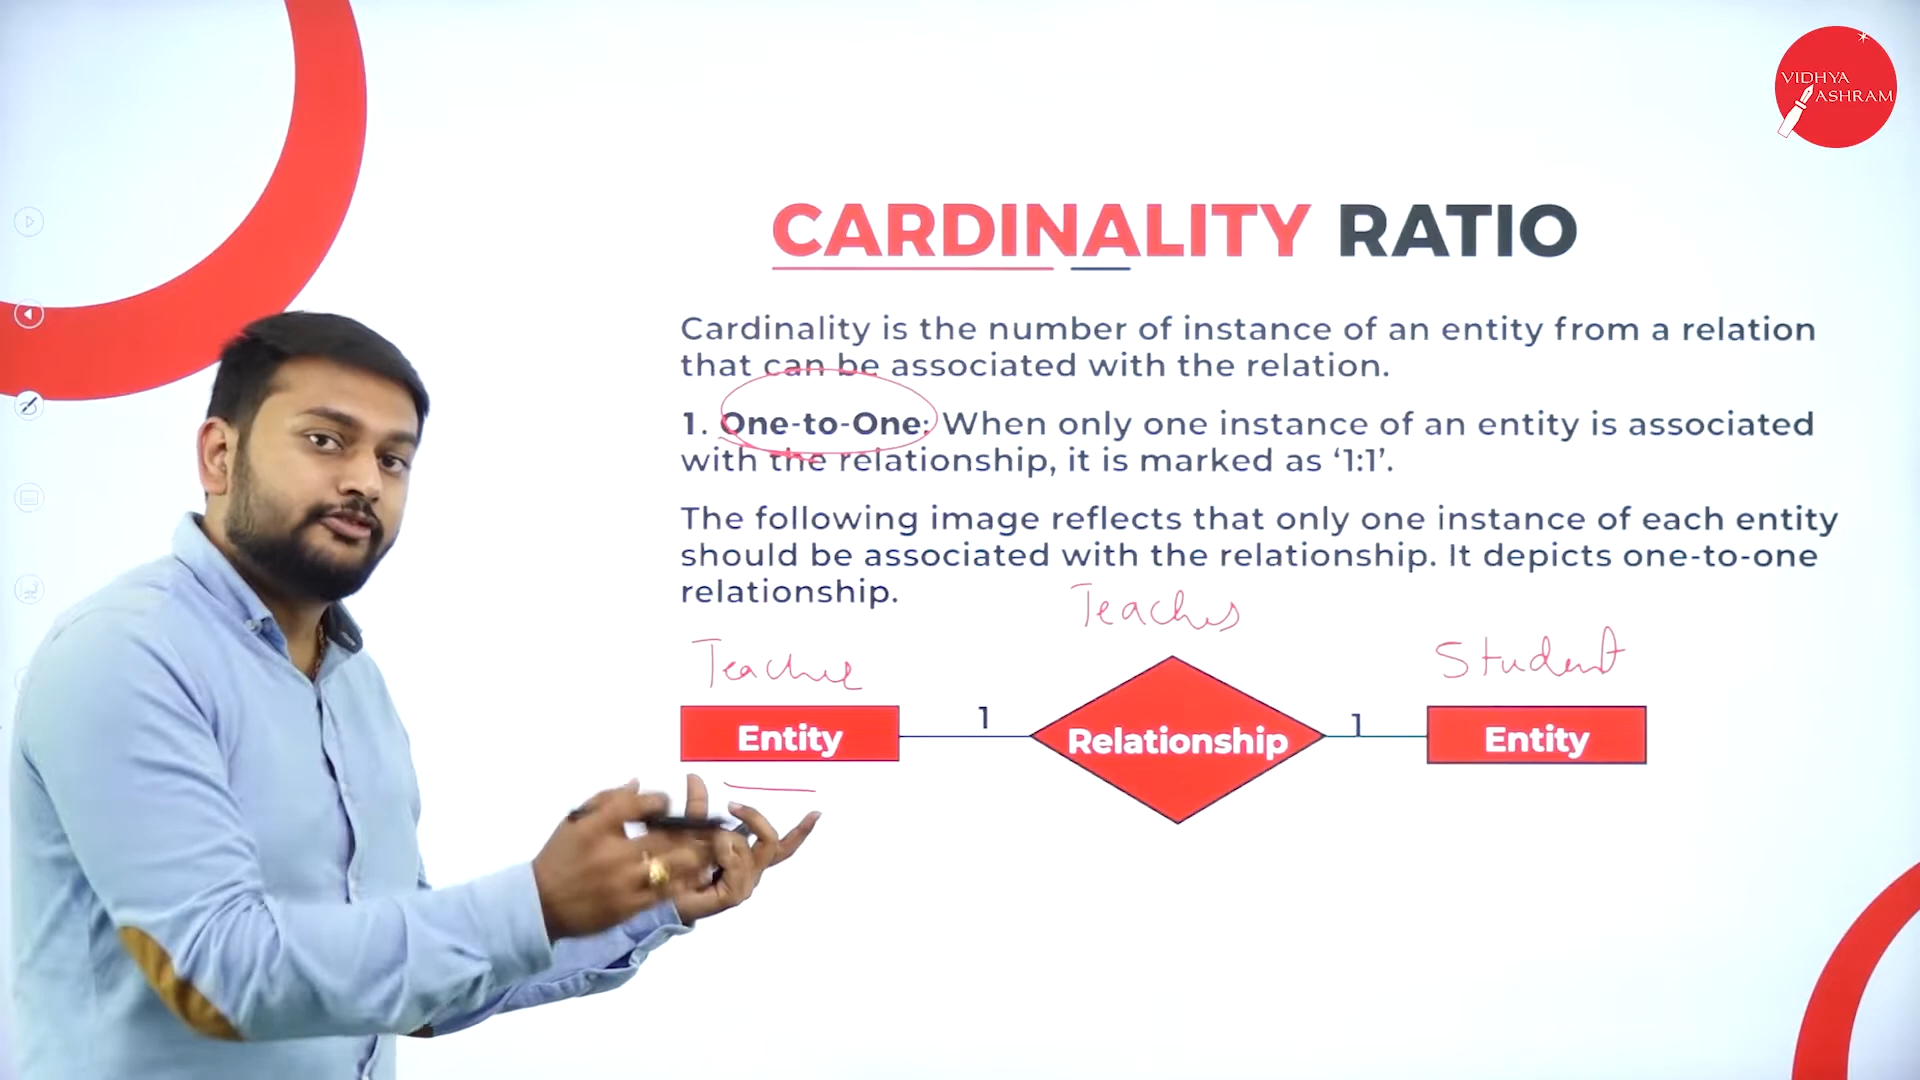 VIDHYA
ASHRAM
CARDINALITY RATIO
Cardinality is the number of instance of an entity from a relation
that can be associated with the relation.
1. One-to-One: When only one instance of an entity is associated
with the relationship, it is marked as ‘1:1’.
The following image reflects that only one instance of each entity
should be associated with the relationship. It depicts one-to-one
relationship.
Teaches
Student
Entity 1 Relationship 1 Entity